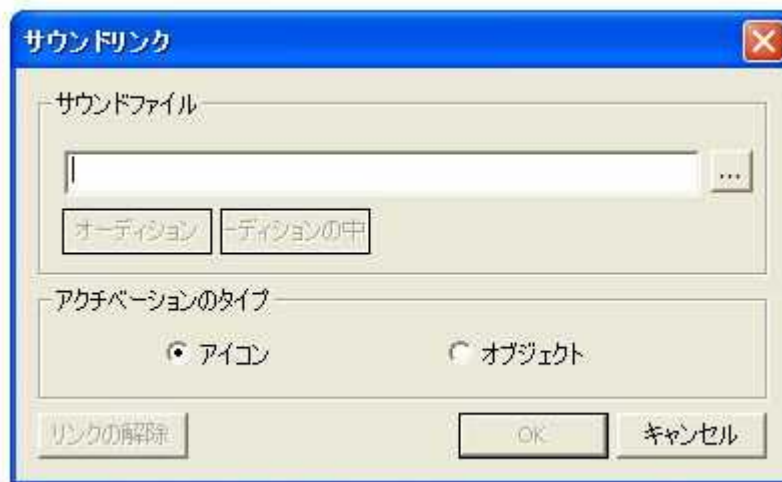 サウンドリンク
サウンドファイル
...
オーディション ーディションの中
アクチベーションのタイプ
アイコン オブジェクト
リンクの解除 OK キャンセル